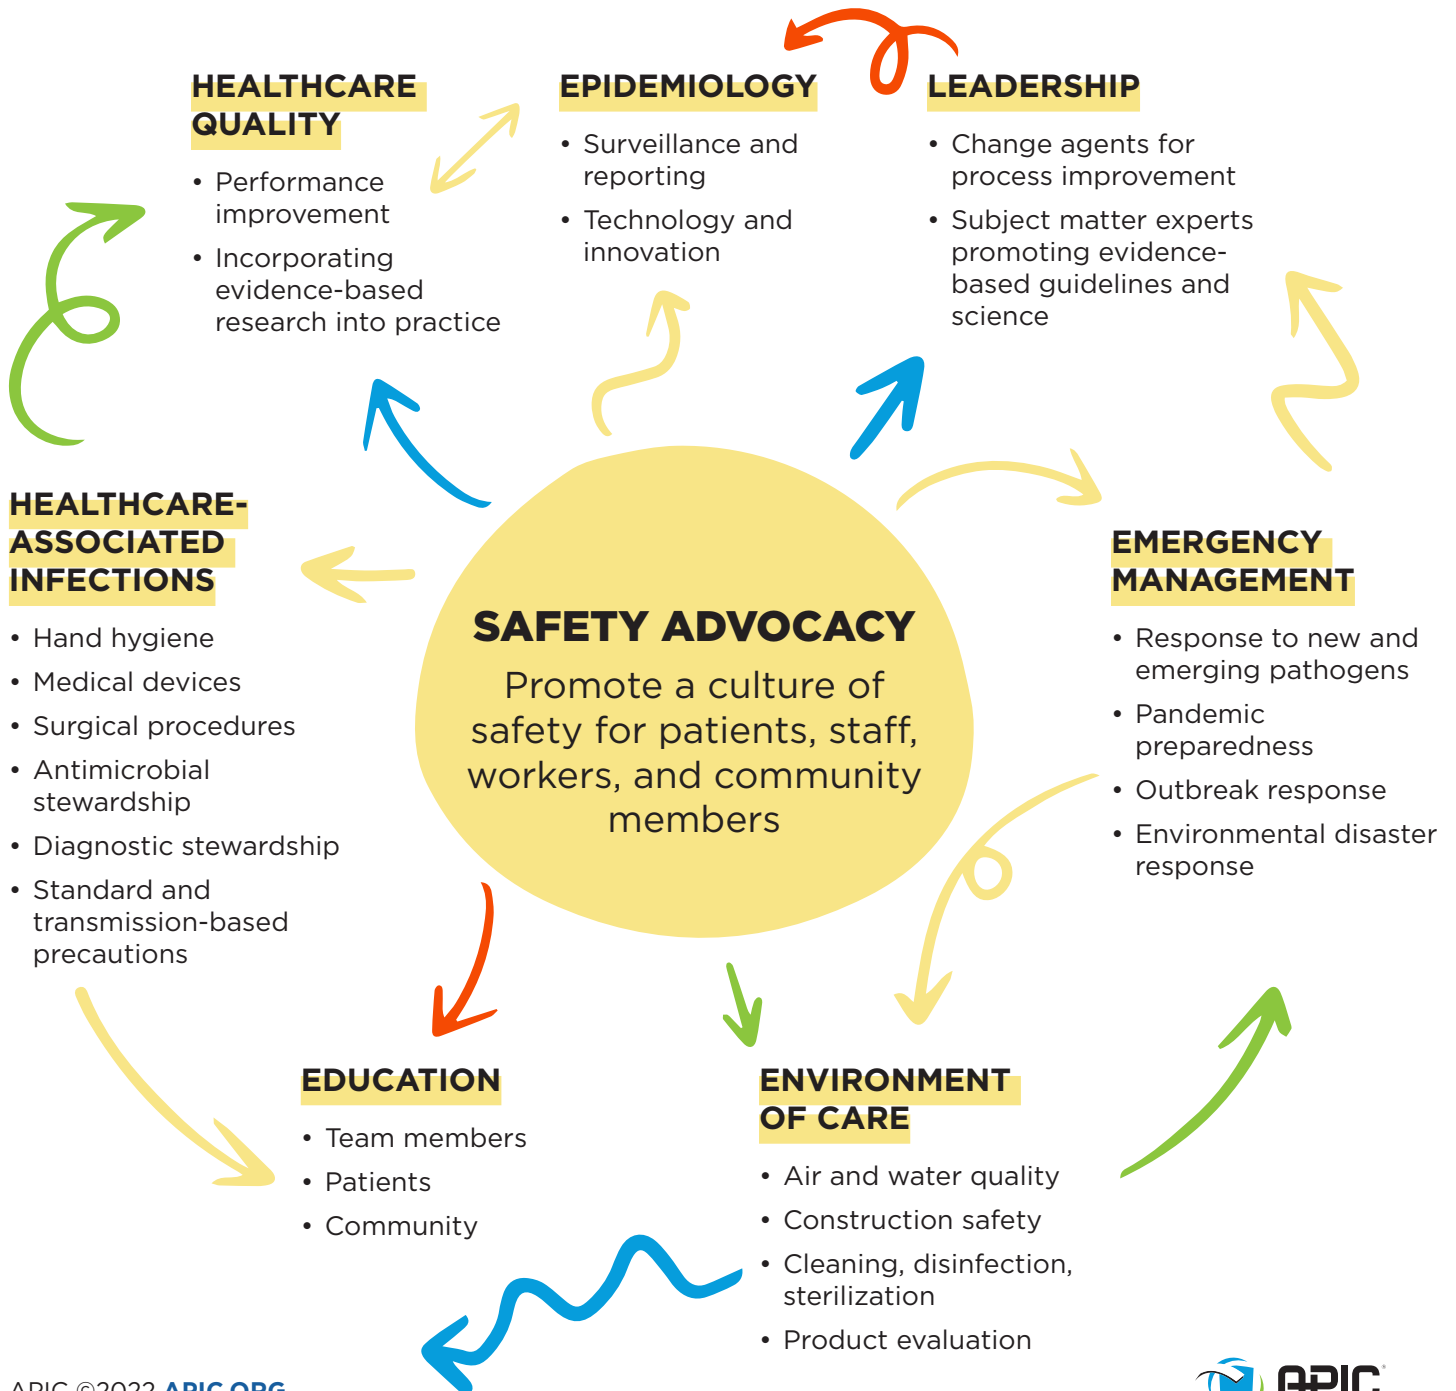 HEALTHCARE
QUALITY
• Performance
improvement
• Incorporating
evidence-based
research into practice
EPIDEMIOLOGY
• Surveillance and
reporting
• Technology and
innovation
LEADERSHIP
• Change agents for
process improvement
• Subject matter experts
promoting evidence-
based guidelines and
science
HEALTHCARE-
ASSOCIATED
INFECTIONS
• Hand hygiene
• Medical devices
• Surgical procedures
• Antimicrobial
stewardship
• Diagnostic stewardship
• Standard and
transmission-based
precautions
SAFETY ADVOCACY
Promote a culture of
safety for patients, staff,
workers, and community
members
EMERGENCY
MANAGEMENT
• Response to new and
emerging pathogens
• Pandemic
preparedness
• Outbreak response
• Environmental disaster
response
EDUCATION
• Team members
• Patients
• Community
ENVIRONMENT
OF CARE
• Air and water quality
• Construction safety
• Cleaning, disinfection,
sterilization
• Product evaluation
APIC ©2022 APIC.ORG
APIC